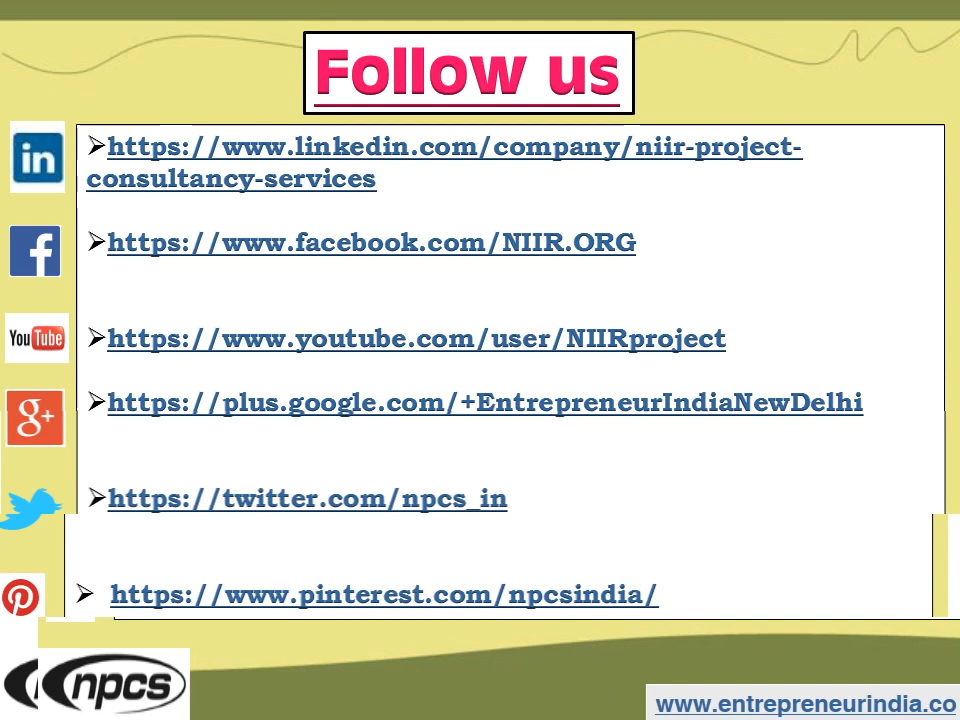 Follow us
in
➢https://www.linkedin.com/company/niir-project-
consultancy-services
f
➢https://www.facebook.com/NIIR.ORG
YouTube
➢https://www.youtube.com/user/NIIRproject
g+
➢https://plus.google.com/+EntrepreneurIndiaNewDelhi
➢https://twitter.com/npcs_in
➢ https://www.pinterest.com/npcsindia/
npcs
www.entrepreneurindia.co